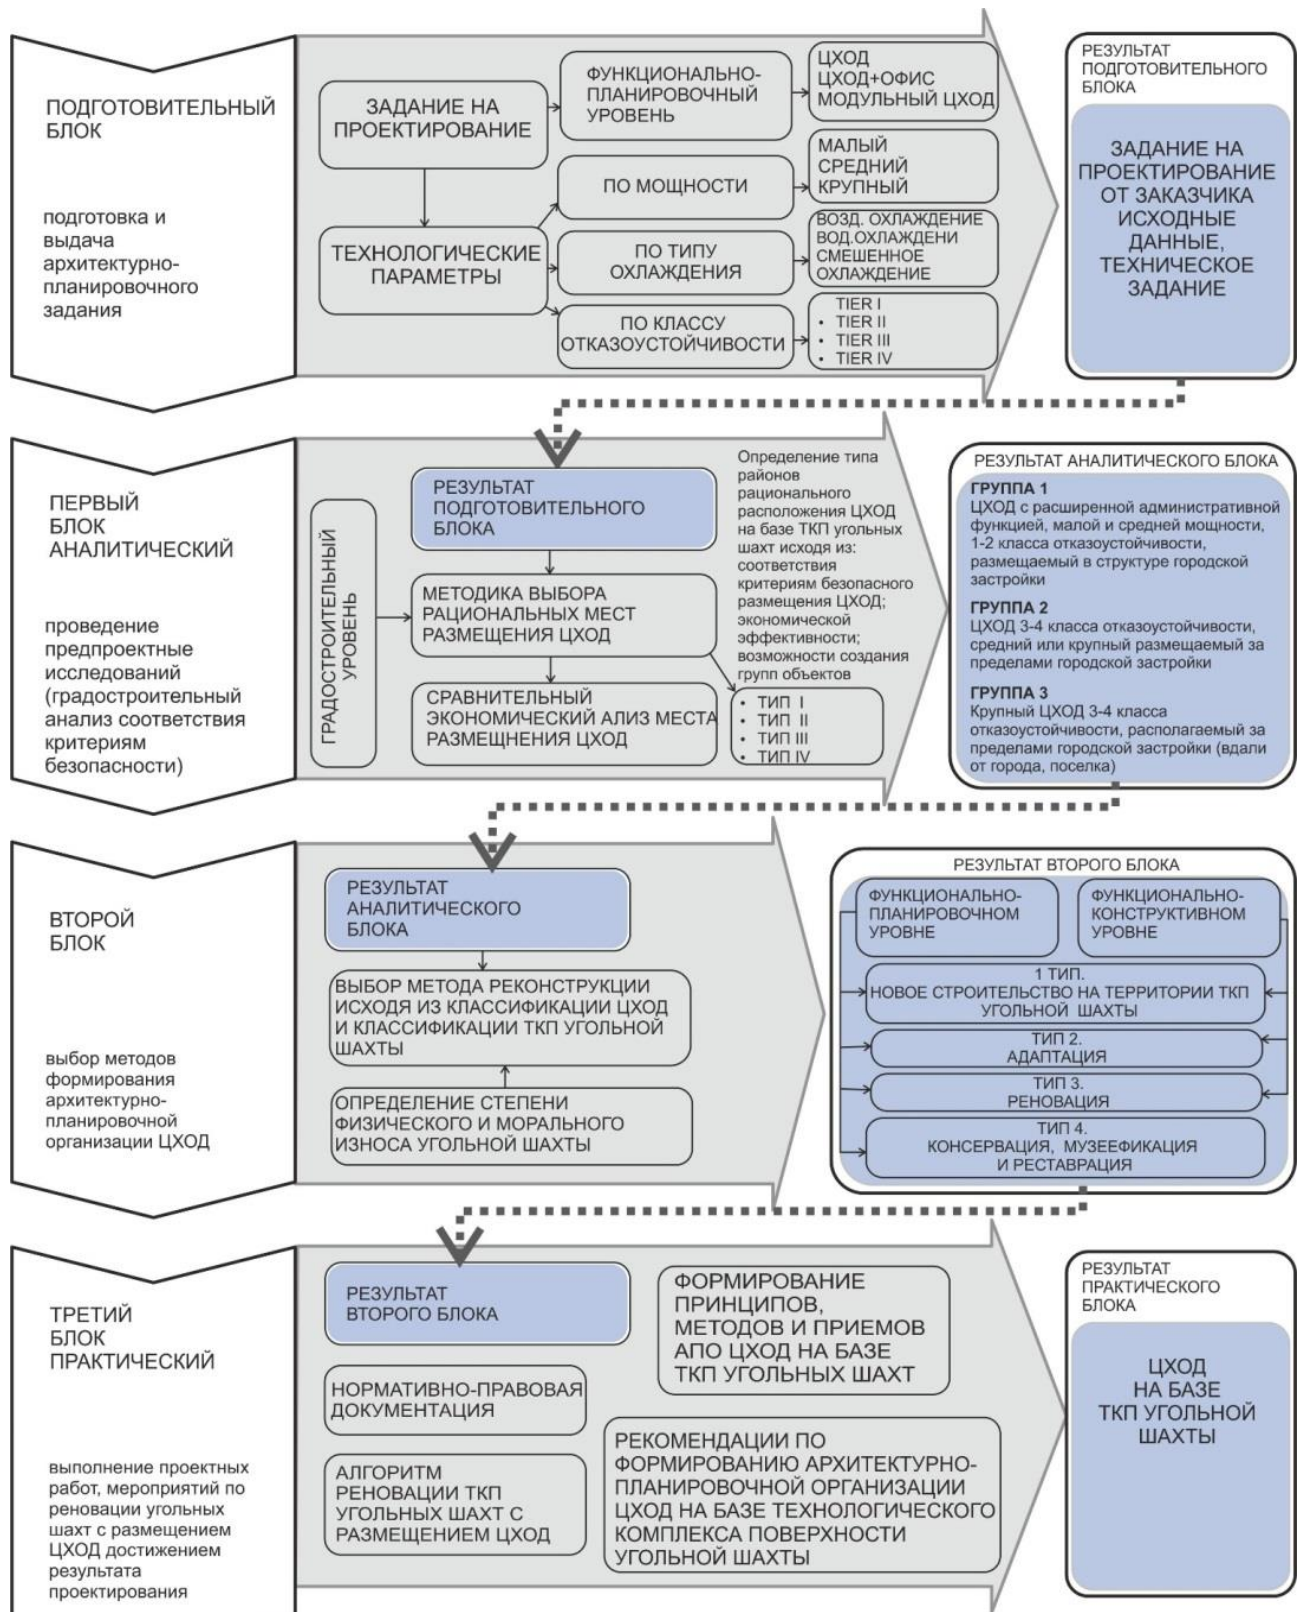 ПОДГОТОВИТЕЛЬНЫЙ
БЛОК
подготовка и
выдача
архитектурно-
планировочного
задания
ЗАДАНИЕ НА
ПРОЕКТИРОВАНИЕ
ТЕХНОЛОГИЧЕСКИЕ
ПАРАМЕТРЫ
ФУНКЦИОНАЛЬНО-
ПЛАНИРОВОЧНЫЙ
УРОВЕНЬ
ЦХОД
ЦХОД+ОФИС
МОДУЛЬНЫЙ ЦХОД
ПО МОЩНОСТИ
МАЛЫЙ
СРЕДНИЙ
КРУПНЫЙ
ПО ТИПУ
ОХЛАЖДЕНИЯ
ВОЗД. ОХЛАЖДЕНИЕ
ВОД.ОХЛАЖДЕНИ
СМЕШЕННОЕ
ОХЛАЖДЕНИЕ
ПО КЛАССУ
ОТКАЗОУСТОЙЧИВОСТИ
TIER I
• TIER II
• TIER III
• TIER IV
РЕЗУЛЬТАТ
ПОДГОТОВИТЕЛЬНОГО
БЛОКА
ЗАДАНИЕ НА
ПРОЕКТИРОВАНИЕ
ОТ ЗАКАЗЧИКА
ИСХОДНЫЕ
ДАННЫЕ,
ТЕХНИЧЕСКОЕ
ЗАДАНИЕ
ПЕРВЫЙ
БЛОК
АНАЛИТИЧЕСКИЙ
проведение
предпроектные
исследований
(градостроительный
анализ соответствия
критериям
безопасности)
ГРАДОСТРОИТЕЛЬНЫЙ
УРОВЕНЬ
РЕЗУЛЬТАТ
ПОДГОТОВИТЕЛЬНОГО
БЛОКА
МЕТОДИКА ВЫБОРА
РАЦИОНАЛЬНЫХ МЕСТ
РАЗМЕЩЕНИЯ ЦХОД
СРАВНИТЕЛЬНЫЙ
ЭКОНОМИЧЕСКИЙ АЛИЗ МЕСТА
РАЗМЕЩНЕНИЯ ЦХОД
Определение типа
районов
рационального
расположения ЦХОД
на базе ТКП угольных
шахт исходя из:
соответствия
критериям безопасного
размещения ЦХОД;
экономической
эффективности;
возможности создания
групп объектов
• ТИП I
• ТИП II
• ТИП III
• ТИП IV
РЕЗУЛЬТАТ АНАЛИТИЧЕСКОГО БЛОКА
ГРУППА 1
ЦХОД с расширенной административной
функцией, малой и средней мощности,
1-2 класса отказоустойчивости,
размещаемый в структуре городской
застройки
ГРУППА 2
ЦХОД 3-4 класса отказоустойчивости,
средний или крупный размещаемый за
пределами городской застройки
ГРУППА 3
Крупный ЦХОД 3-4 класса
отказоустойчивости, располагаемый за
пределами городской застройки (вдали
от города, поселка)
ВТОРОЙ
БЛОК
выбор методов
формирования
архитектурно-
планировочной
организации ЦХОД
РЕЗУЛЬТАТ
АНАЛИТИЧЕСКОГО
БЛОКА
ВЫБОР МЕТОДА РЕКОНСТРУКЦИИ
ИСХОДЯ ИЗ КЛАССИФИКАЦИИ ЦХОД
И КЛАССИФИКАЦИИ ТКП УГОЛЬНОЙ
ШАХТЫ
ОПРЕДЕЛЕНИЕ СТЕПЕНИ
ФИЗИЧЕСКОГО И МОРАЛЬНОГО
ИЗНОСА УГОЛЬНОЙ ШАХТЫ
РЕЗУЛЬТАТ ВТОРОГО БЛОКА
ФУНКЦИОНАЛЬНО-
ПЛАНИРОВОЧНОМ
УРОВНЕ
ФУНКЦИОНАЛЬНО-
КОНСТРУКТИВНОМ
УРОВНЕ
1 ТИП.
НОВОЕ СТРОИТЕЛЬСТВО НА ТЕРРИТОРИИ ТКП
УГОЛЬНОЙ ШАХТЫ
ТИП 2.
АДАПТАЦИЯ
ТИП 3.
РЕНОВАЦИЯ
ТИП 4.
КОНСЕРВАЦИЯ, МУЗЕЕФИКАЦИЯ
И РЕСТАВРАЦИЯ
ТРЕТИЙ
БЛОК
ПРАКТИЧЕСКИЙ
выполнение проектных
работ, мероприятий по
реновации угольных
шахт с размещением
ЦХОД достижением
результата
проектирования
РЕЗУЛЬТАТ
ВТОРОГО БЛОКА
НОРМАТИВНО-ПРАВОВАЯ
ДОКУМЕНТАЦИЯ
АЛГОРИТМ
РЕНОВАЦИИ ТКП
УГОЛЬНЫХ ШАХТ С
РАЗМЕЩЕНИЕМ ЦХОД
ФОРМИРОВАНИЕ
ПРИНЦИПОВ,
МЕТОДОВ И ПРИЕМОВ
АПО ЦХОД НА БАЗЕ
ТКП УГОЛЬНЫХ ШАХТ
РЕКОМЕНДАЦИИ ПО
ФОРМИРОВАНИЮ АРХИТЕКТУРНО-
ПЛАНИРОВОЧНОЙ ОРГАНИЗАЦИИ
ЦХОД НА БАЗЕ ТЕХНОЛОГИЧЕСКОГО
КОМПЛЕКСА ПОВЕРХНОСТИ
УГОЛЬНОЙ ШАХТЫ
РЕЗУЛЬТАТ
ПРАКТИЧЕСКОГО
БЛОКА
ЦХОД
НА БАЗЕ
ТКП УГОЛЬНОЙ
ШАХТЫ